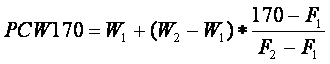 PCW170 = W₁ + (W₂ − W₁) * (170 − F₁) / (F₂ − F₁)